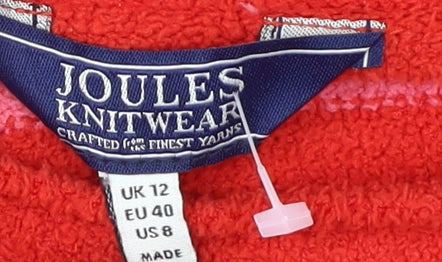 JOULES
KNITWEAR
CRAFTED from the FINEST YARNS
UK 12
EU 40
US 8
MADE